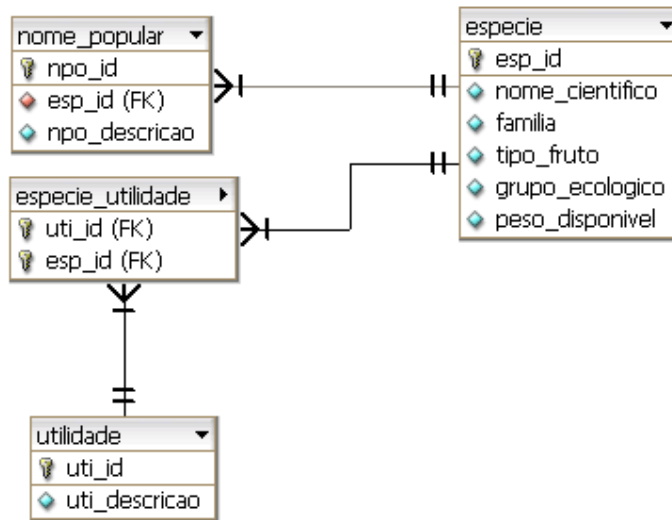 nome_popular
npo_id
esp_id (FK)
npo_descricao
especie
esp_id
nome_cientifico
familia
tipo_fruto
grupo_ecologico
peso_disponivel
especie_utilidade
uti_id (FK)
esp_id (FK)
utilidade
uti_id
uti_descricao